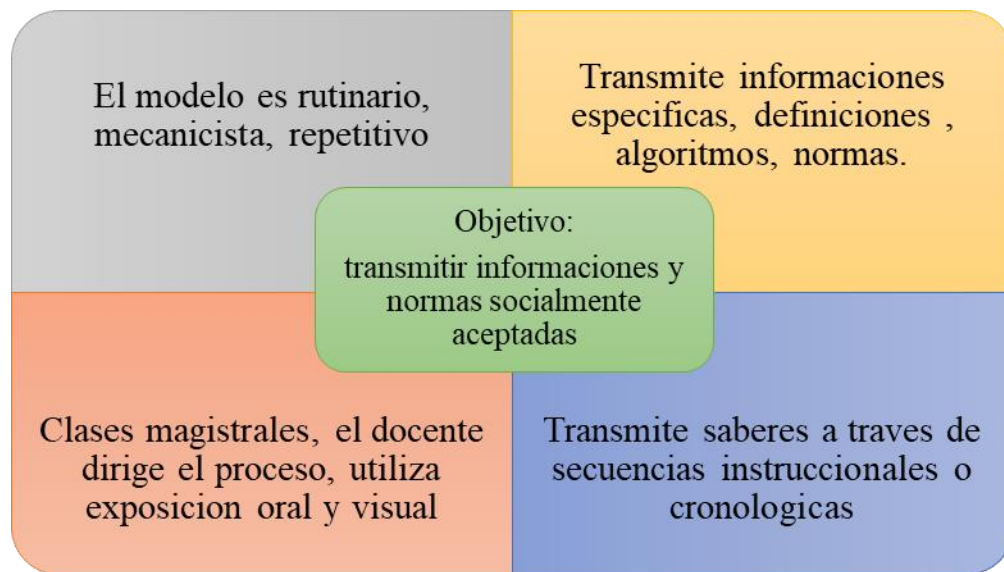 El modelo es rutinario,
mecanicista, repetitivo
Transmite informaciones
especificas, definiciones ,
algoritmos, normas.
Objetivo:
transmitir informaciones y
normas socialmente
aceptadas
Clases magistrales, el docente
dirige el proceso, utiliza
exposicion oral y visual
Transmite saberes a traves de
secuencias instruccionales o
cronologicas